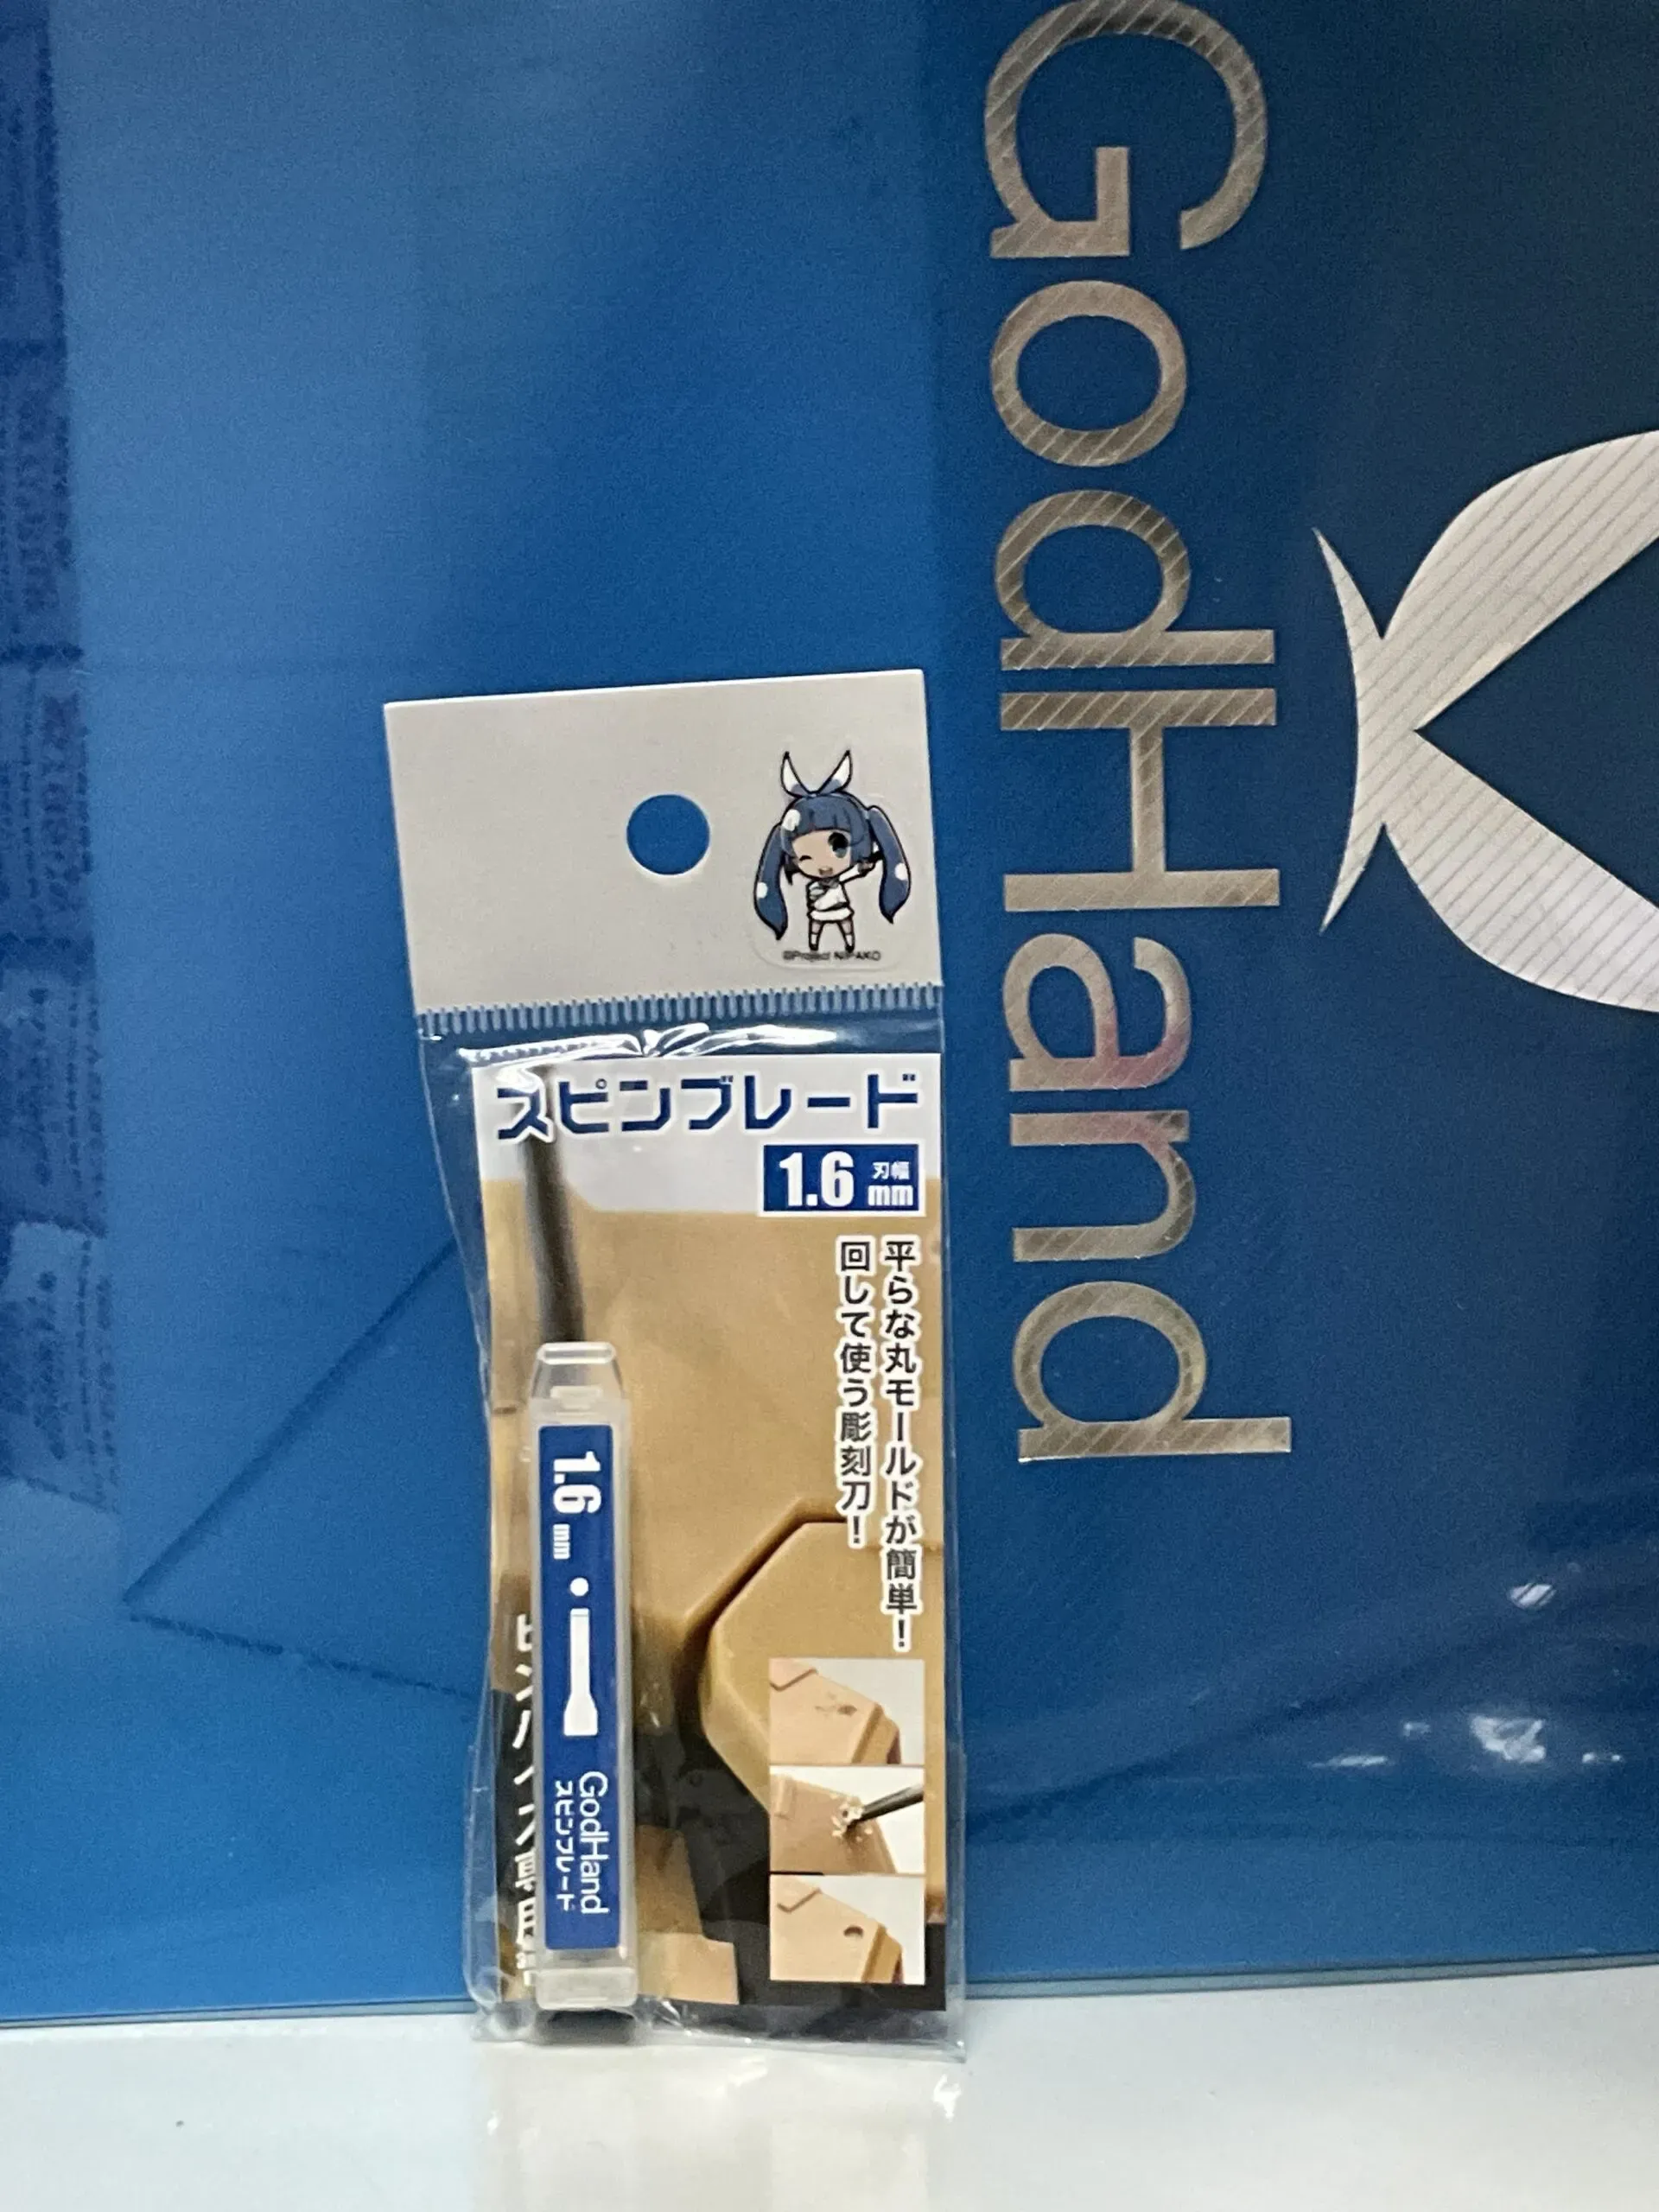 GodHand
©Project NIPAKO
スピンブレード
1.6 刃幅 mm
平らな丸モールドが簡単！
回して使う彫刻刀！
1.6 mm
GodHand
スピンブレード